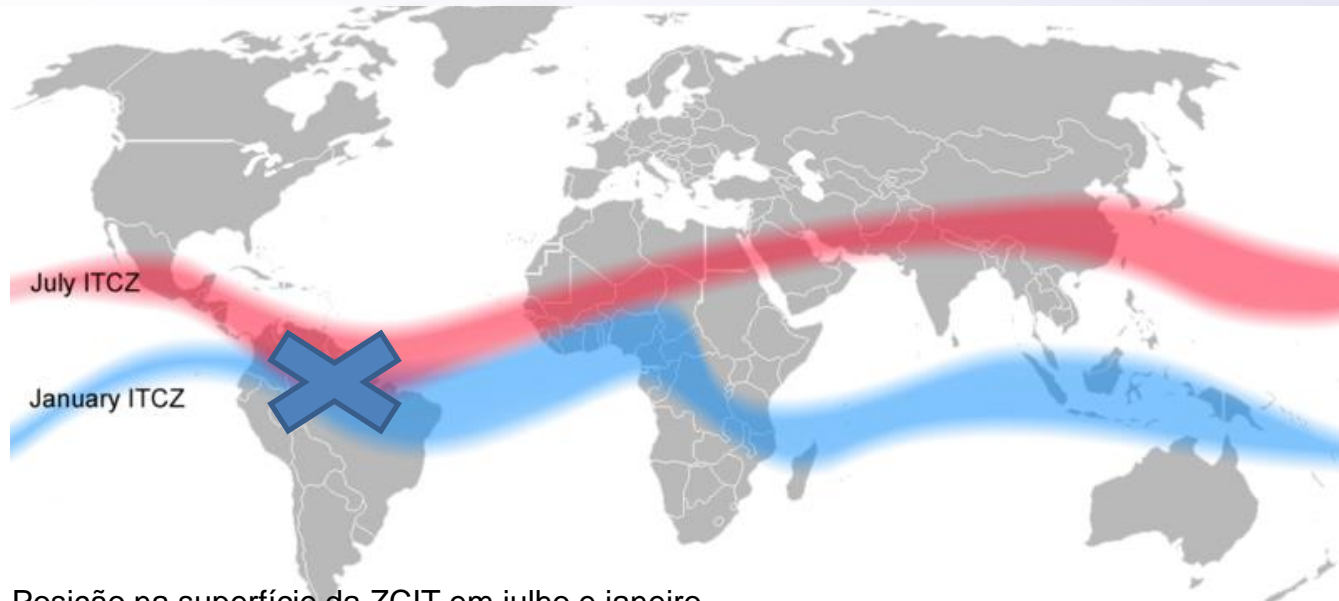 July ITCZ
January ITCZ
Posição na superfície da ZCIT em julho e janeiro